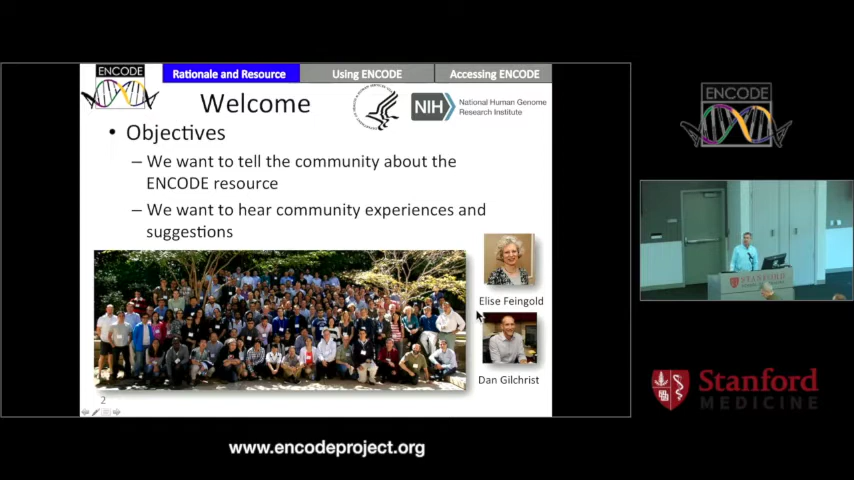 ENCODE
Rationale and Resource
Using ENCODE
Accessing ENCODE
Welcome
NIH
National Human Genome
Research Institute
• Objectives
– We want to tell the community about the
ENCODE resource
– We want to hear community experiences and
suggestions
Elise Feingold
Dan Gilchrist
2
ENCODE
STANFORD
Stanford
MEDICINE
www.encodeproject.org